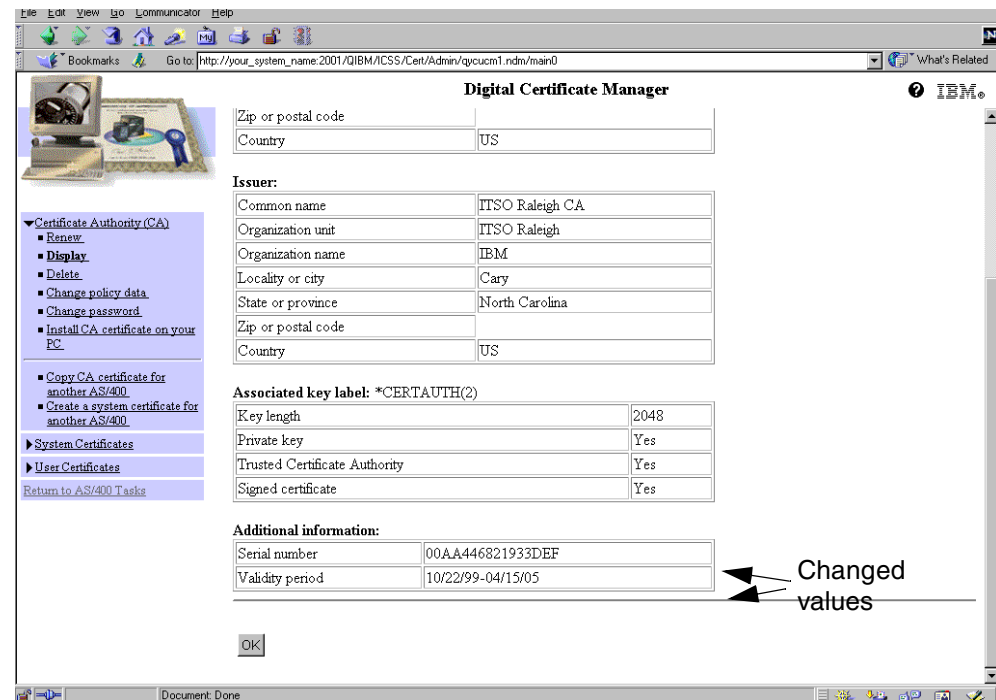 File Edit View Go Communicator Help
Bookmarks Go to: http://your_system_name:2001/QIBM/ICSS/Cert/Admin/qycucm1.ndm/main0 What's Related
Digital Certificate Manager
IBM®
Certificate Authority (CA)
Renew
Display
Delete
Change policy data
Change password
Install CA certificate on your
PC
Copy CA certificate for
another AS/400
Create a system certificate for
another AS/400
System Certificates
User Certificates
Return to AS/400 Tasks
Zip or postal code
Country US
Issuer:
Common name ITSO Raleigh CA
Organization unit ITSO Raleigh
Organization name IBM
Locality or city Cary
State or province North Carolina
Zip or postal code
Country US
Associated key label: *CERTAUTH(2)
Key length 2048
Private key Yes
Trusted Certificate Authority Yes
Signed certificate Yes
Additional information:
Serial number 00AA446821933DEF
Validity period 10/22/99-04/15/05
Changed
values
OK
Document: Done